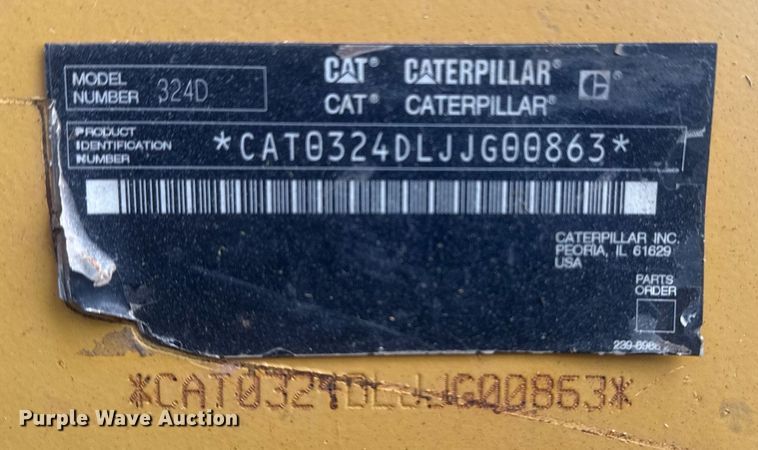 MODEL NUMBER 324D
CAT® CATERPILLAR®
CAT® CATERPILLAR®
PRODUCT
IDENTIFICATION
NUMBER
*CAT0324DLJJG00863*
CATERPILLAR INC.
PEORIA, IL 61629
USA
PARTS
ORDER
*CAT0324DLJJG00863*
Purple Wave Auction